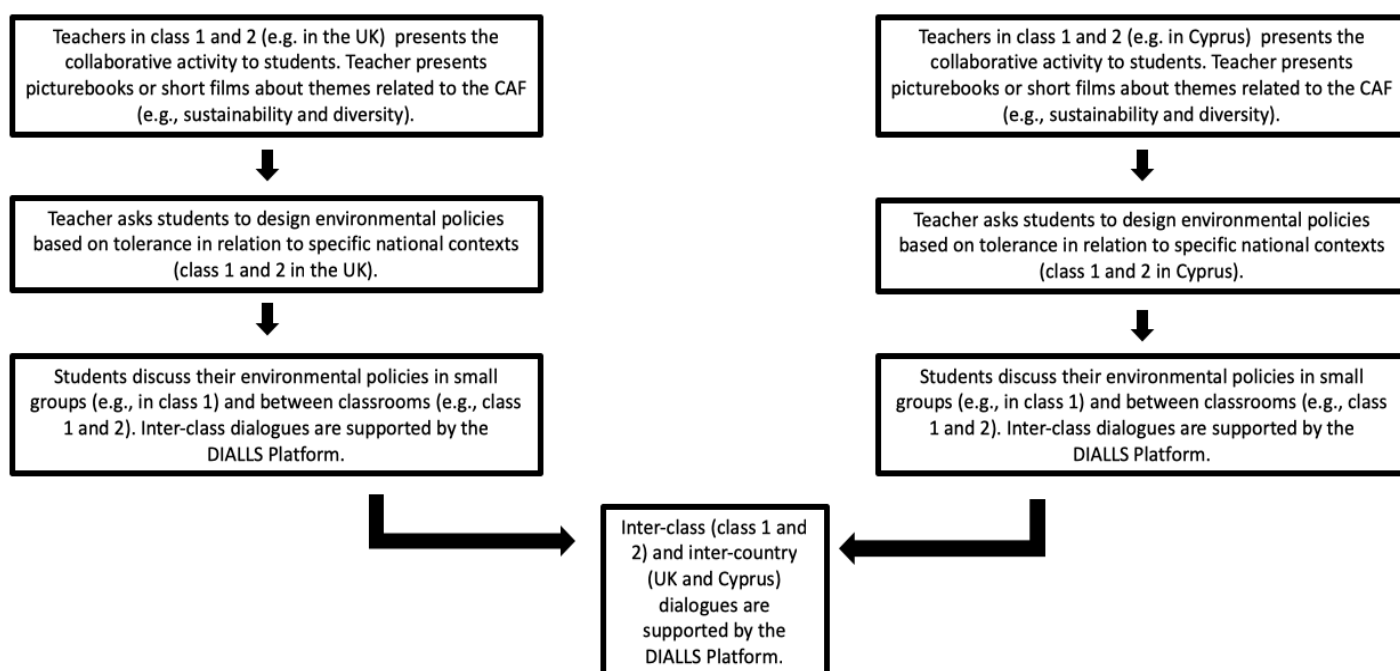 Teachers in class 1 and 2 (e.g. in the UK) presents the
collaborative activity to students. Teacher presents
picturebooks or short films about themes related to the CAF
(e.g., sustainability and diversity).
Teacher asks students to design environmental policies
based on tolerance in relation to specific national contexts
(class 1 and 2 in the UK).
Students discuss their environmental policies in small
groups (e.g., in class 1) and between classrooms (e.g., class
1 and 2). Inter-class dialogues are supported by the
DIALLS Platform.
Teachers in class 1 and 2 (e.g. in Cyprus) presents the
collaborative activity to students. Teacher presents
picturebooks or short films about themes related to the CAF
(e.g., sustainability and diversity).
Teacher asks students to design environmental policies
based on tolerance in relation to specific national contexts
(class 1 and 2 in Cyprus).
Students discuss their environmental policies in small
groups (e.g., in class 1) and between classrooms (e.g., class
1 and 2). Inter-class dialogues are supported by the
DIALLS Platform.
Inter-class (class 1 and
2) and inter-country
(UK and Cyprus)
dialogues are
supported by the
DIALLS Platform.